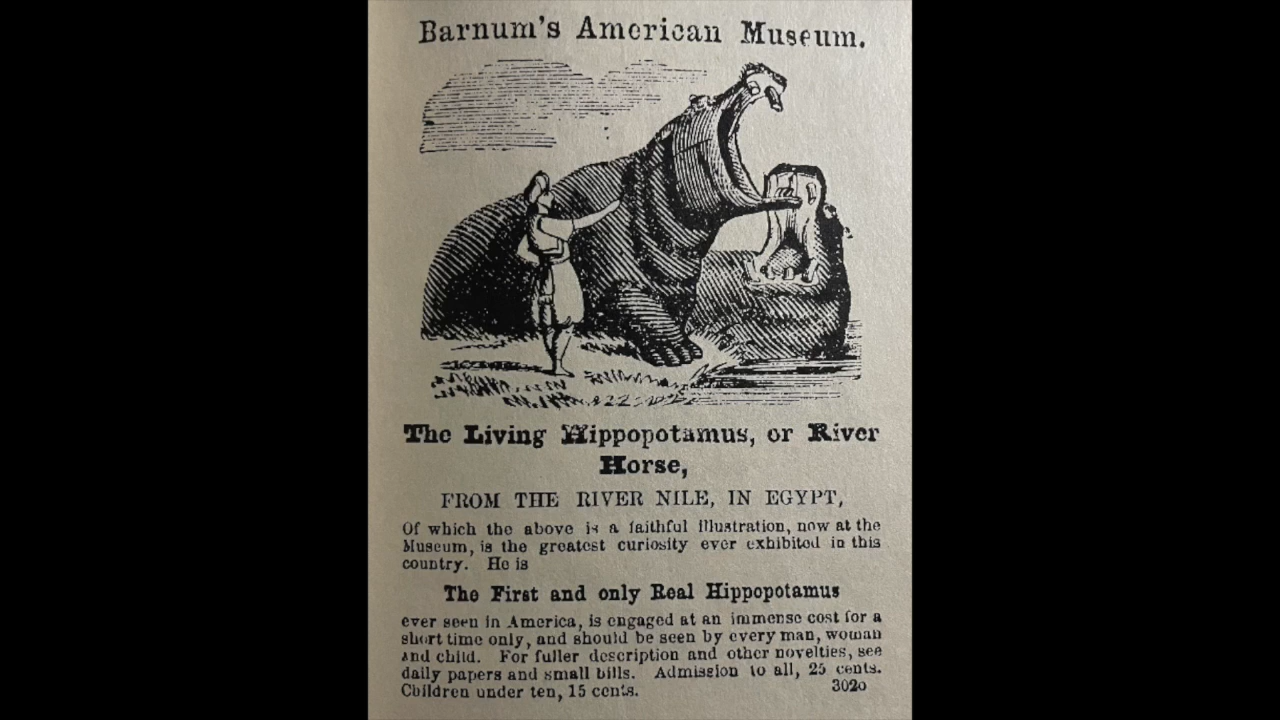 Barnum's American Museum.
The Living Hippopotamus, or River
Horse,
FROM THE RIVER NILE, IN EGYPT,
Of which the above is a faithful illustration, now at the
Museum, is the greatest curiosity ever exhibited in this
country. He is
The First and only Real Hippopotamus
ever seen in America, is engaged at an immense cost for a
short time only, and should be seen by every man, woman
and child. For fuller description and other novelties, see
daily papers and small bills. Admission to all, 25 cents.
Children under ten, 15 cents. 302o